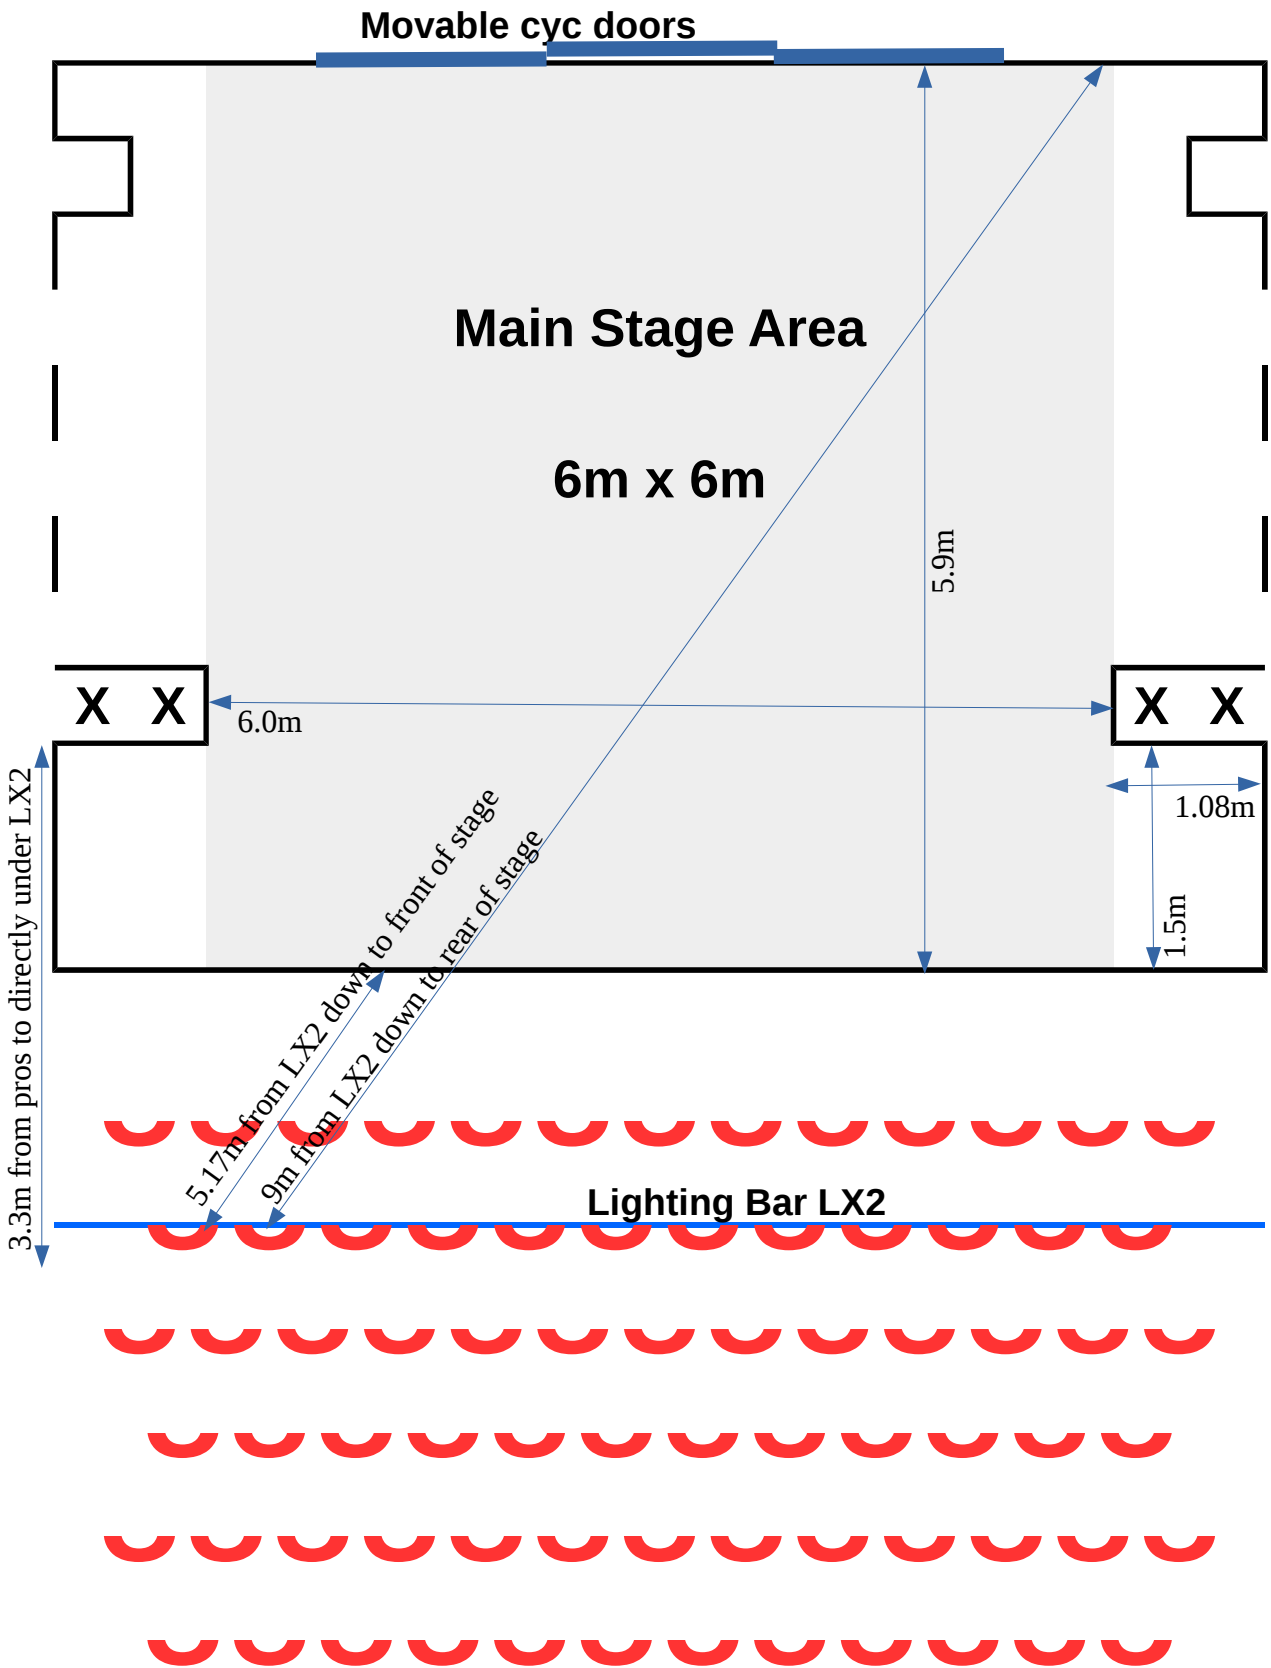 Movable cyc doors
Main Stage Area
6m x 6m
5.9m
X X
X X
6.0m
1.08m
1.5m
3.3m from pros to directly under LX2
5.17m from LX2 down to front of stage
9m from LX2 down to rear of stage
Lighting Bar LX2